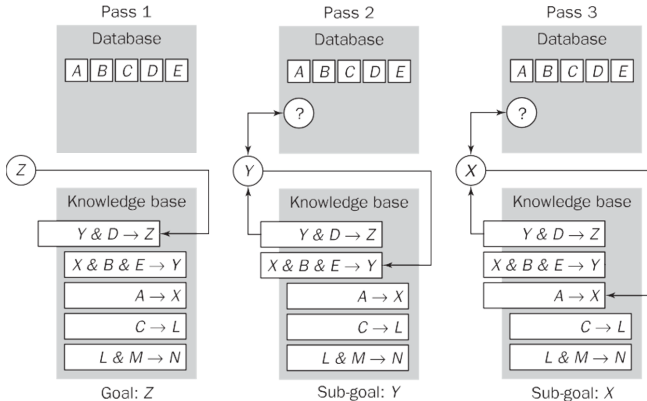 Pass 1
Database
A B C D E
Z
Knowledge base
Y & D → Z
X & B & E → Y
A → X
C → L
L & M → N
Goal: Z
Pass 2
Database
A B C D E
?
Y
Knowledge base
Y & D → Z
X & B & E → Y
A → X
C → L
L & M → N
Sub-goal: Y
Pass 3
Database
A B C D E
?
X
Knowledge base
Y & D → Z
X & B & E → Y
A → X
C → L
L & M → N
Sub-goal: X